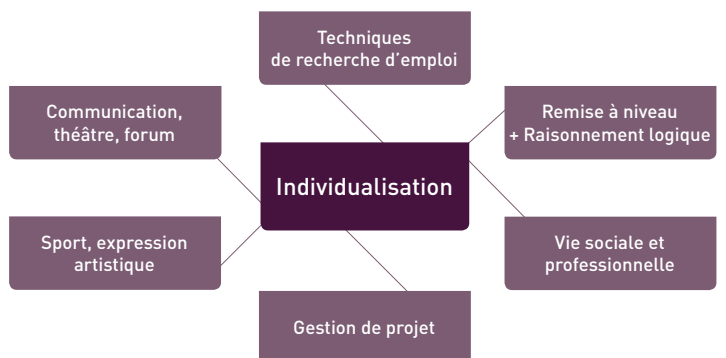 Techniques
de recherche d’emploi
Communication,
théâtre, forum
Remise à niveau
+ Raisonnement logique
Individualisation
Sport, expression
artistique
Vie sociale et
professionnelle
Gestion de projet